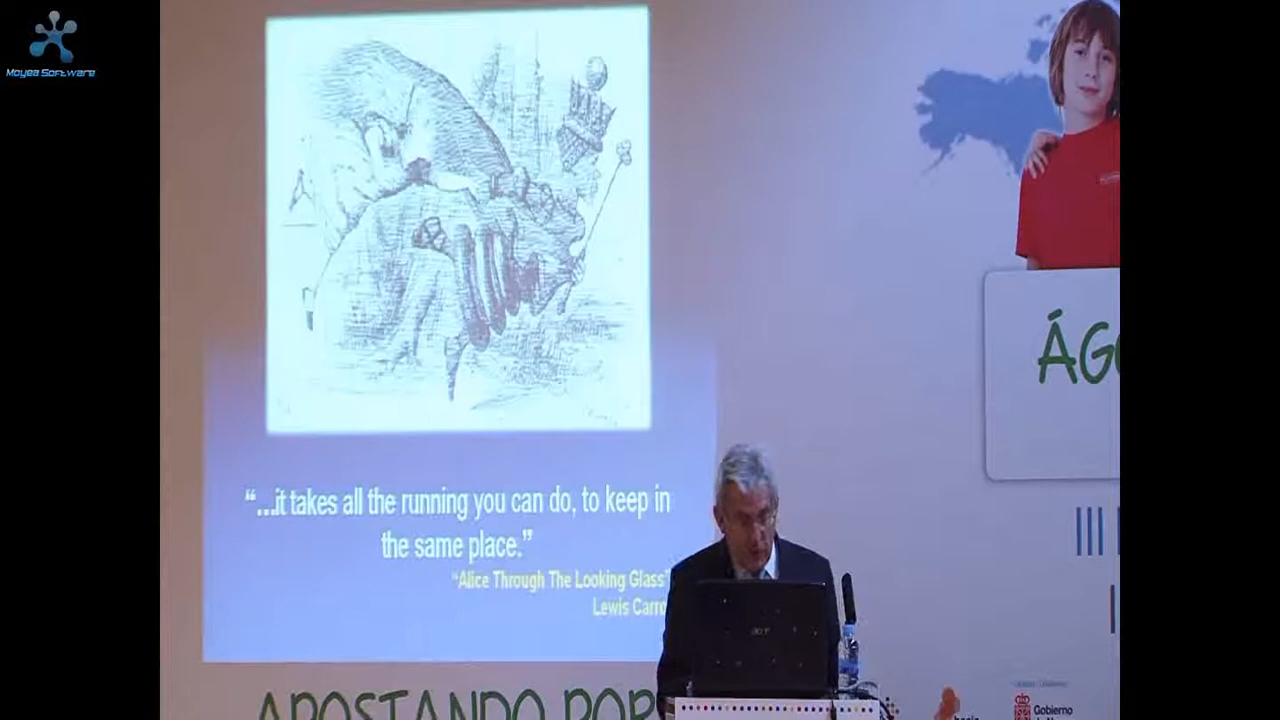 Moyea Software
“...it takes all the running you can do, to keep in
the same place.”
“Alice Through The Looking Glass”
Lewis Carro
ÁG
III
acer
APOSTANDO POR
Gobierno